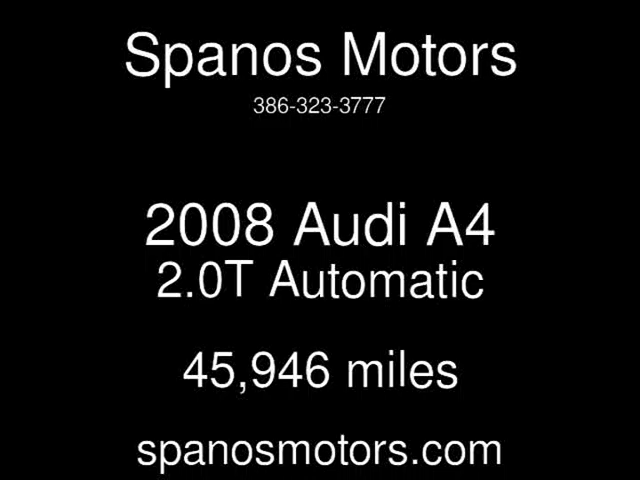 Spanos Motors
386-323-3777
2008 Audi A4
2.0T Automatic
45,946 miles
spanosmotors.com